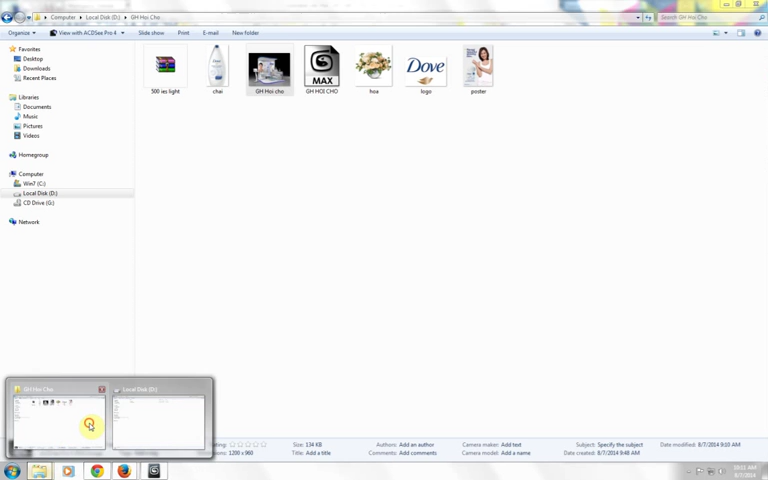 Computer ▸ Local Disk (D:) ▸ GH Hoi Cho
Search GH Hoi Cho
Organize View with ACDSee Pro 4 Slide show Print E-mail New folder
Favorites
Desktop
Downloads
Recent Places
Libraries
Documents
Music
Pictures
Videos
Homegroup
Computer
Win7 (C:)
Local Disk (D:)
CD Drive (G:)
Network
MAX
Dove
500 ies light chai GH Hoi cho GH HOI CHO hoa logo poster
GH Hoi Cho Local Disk (D:)
Size: 134 KB Authors: Add an author Camera maker: Add text Subject: Specify the subject Date modified: 8/7/2014 9:10 AM
Title: Add a title Comments: Add comments Camera model: Add a name Date created: 8/7/2014 9:48 AM
8/7/2014